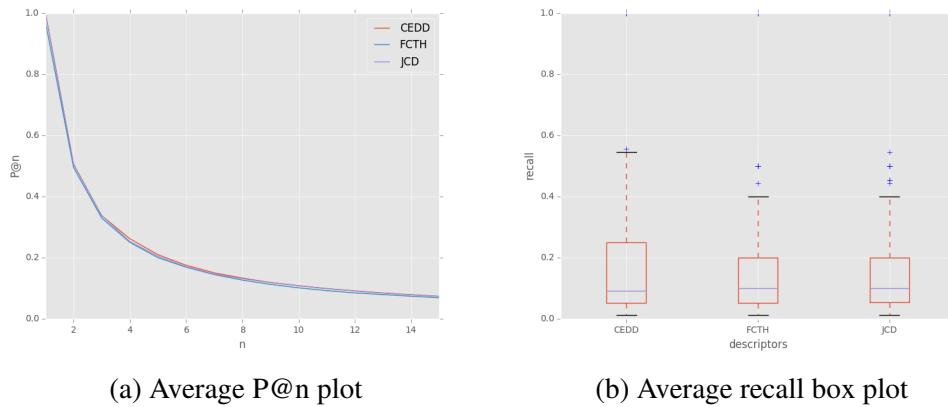 1.0
0.8
0.6
0.4
0.2
0.0
P@n
2 4 6 8 10 12 14
n
CEDD
FCTH
JCD
1.0
0.8
0.6
0.4
0.2
0.0
recall
CEDD FCTH JCD
descriptors
(a) Average P@n plot
(b) Average recall box plot